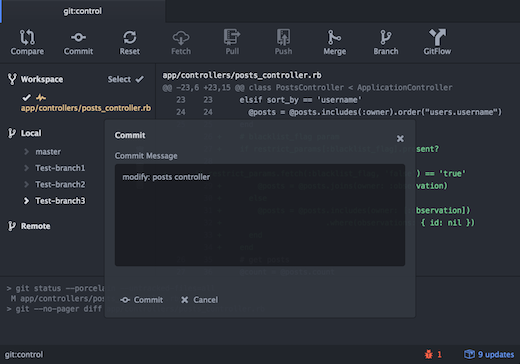 git:control
Compare Commit Reset Fetch Pull Push Merge Branch GitFlow
Workspace Select
app/controllers/posts_controller.rb
Local
master
Test-branch1
Test-branch2
Test-branch3
Remote
app/controllers/posts_controller.rb
@@ -23,6 +23,15 @@ class PostsController < ApplicationController
23 23 elsif sort_by == 'username'
24 24 @posts = @posts.includes(:owner).order("users.username")
sent?
) == 'true'
vation)
bservation])
{ id: nil })
Commit
Commit Message
modify: posts controller
Commit Cancel
> git status --porcela
M app/controllers/pos
> git --no-pager diff
git:control
1 9 updates